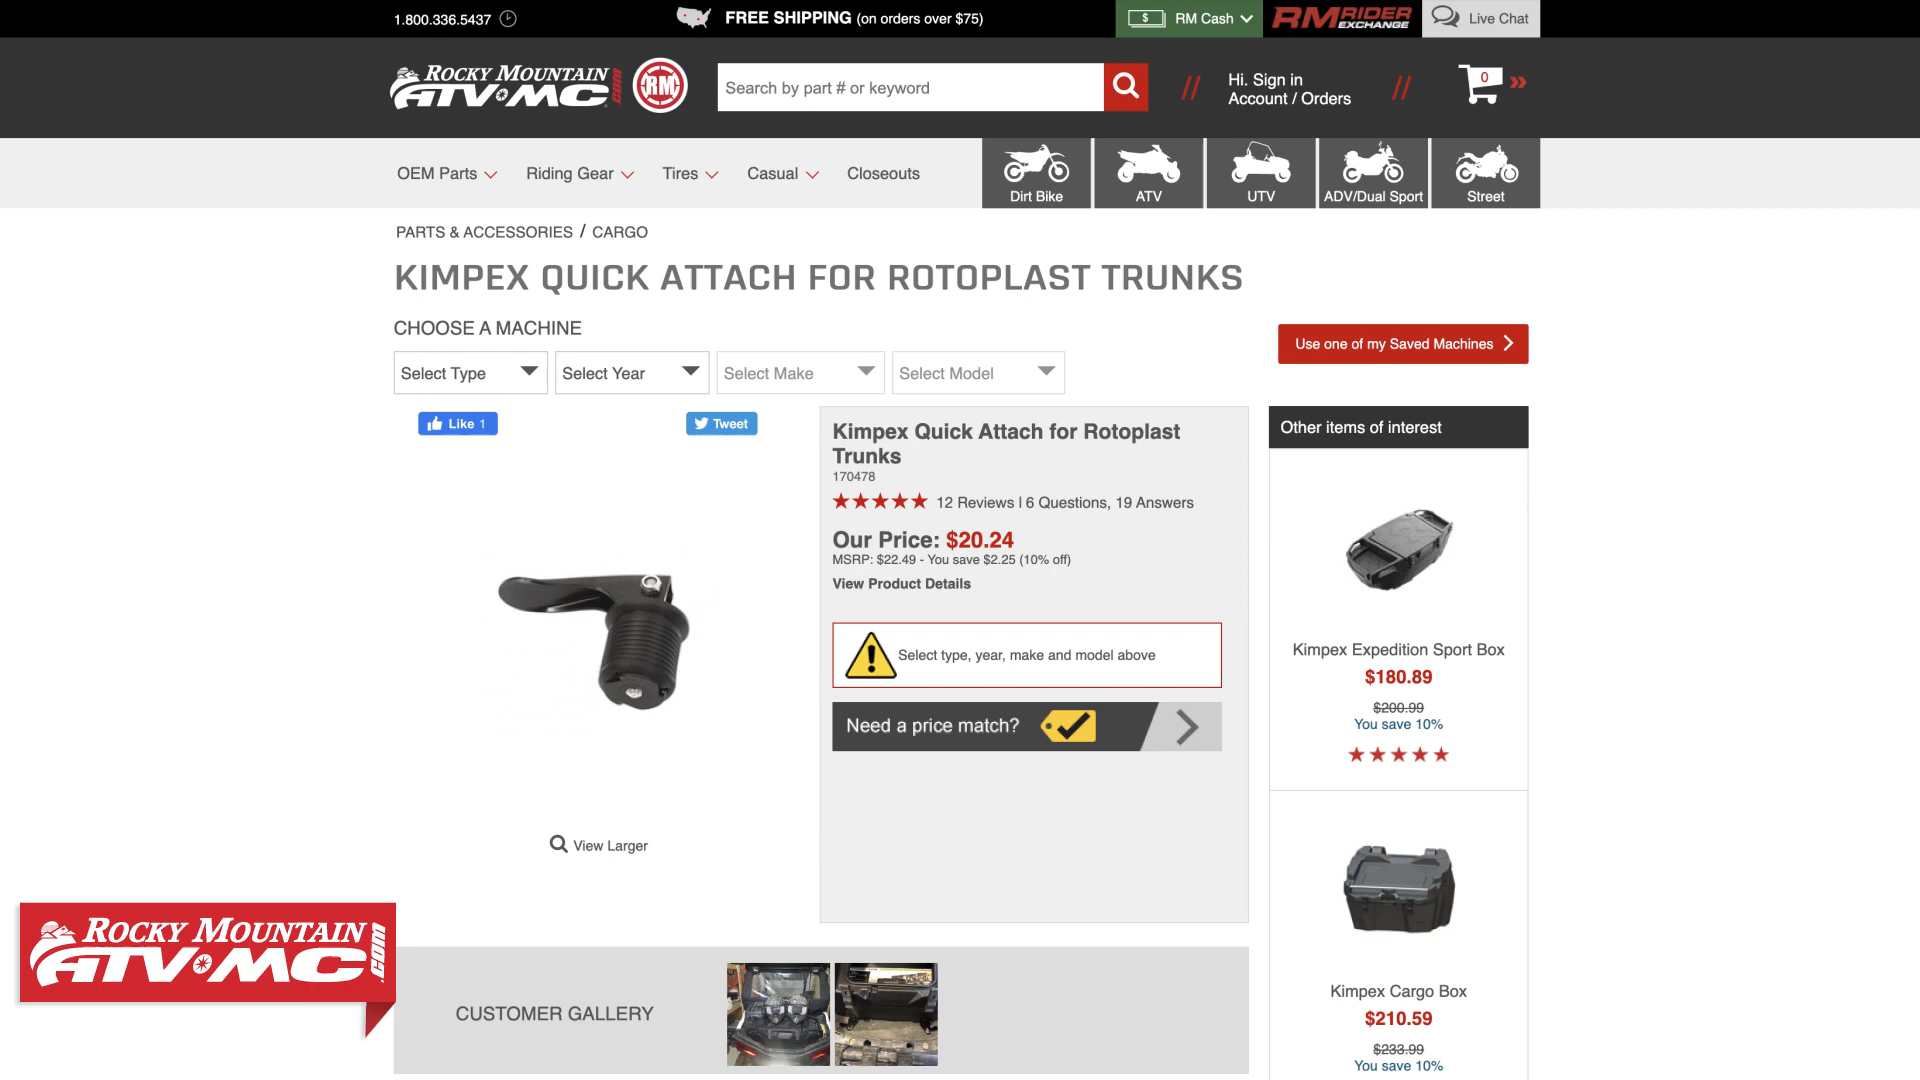 1.800.336.5437
FREE SHIPPING (on orders over $75)
$ RM Cash
RM RIDER EXCHANGE
Live Chat
ROCKY MOUNTAIN
ATV MC .com
RM
Search by part # or keyword
Hi. Sign in
Account / Orders
0
OEM Parts
Riding Gear
Tires
Casual
Closeouts
Dirt Bike
ATV
UTV
ADV/Dual Sport
Street
PARTS & ACCESSORIES / CARGO
KIMPEX QUICK ATTACH FOR ROTOPLAST TRUNKS
CHOOSE A MACHINE
Use one of my Saved Machines
Select Type
Select Year
Select Make
Select Model
Like 1
Tweet
Kimpex Quick Attach for Rotoplast
Trunks
170478
12 Reviews | 6 Questions, 19 Answers
Our Price: $20.24
MSRP: $22.49 - You save $2.25 (10% off)
View Product Details
Select type, year, make and model above
Need a price match?
View Larger
Other items of interest
Kimpex Expedition Sport Box
$180.89
$200.99
You save 10%
Kimpex Cargo Box
$210.59
$233.99
You save 10%
CUSTOMER GALLERY
ROCKY MOUNTAIN
ATV MC .com